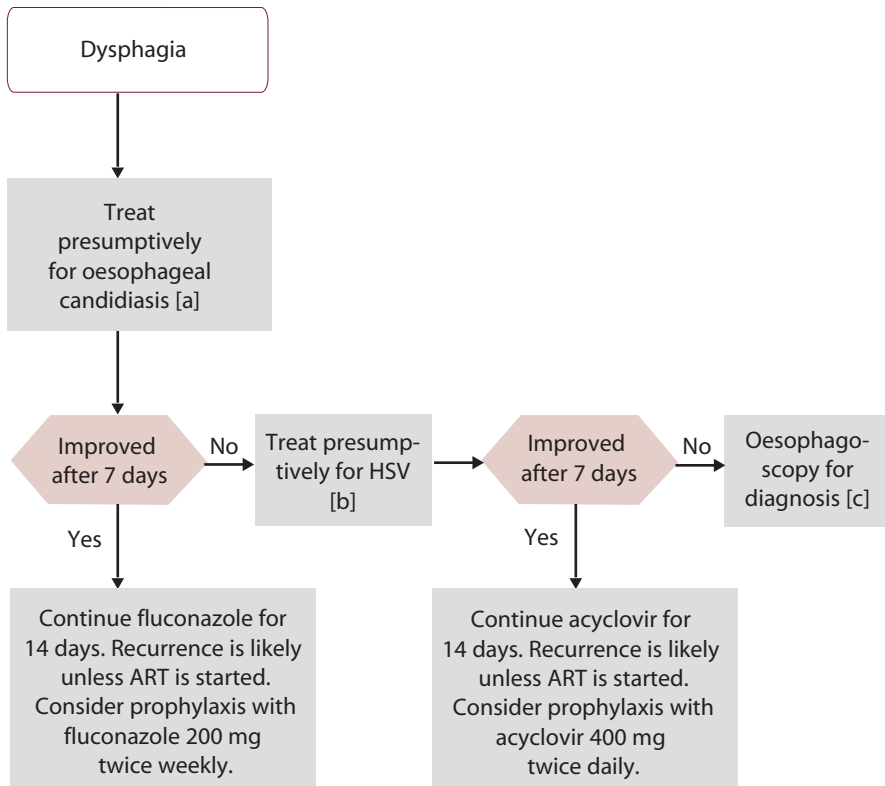 Dysphagia
Treat
presumptively
for oesophageal
candidiasis [a]
Improved
after 7 days
No
Treat presump-
tively for HSV
[b]
Improved
after 7 days
No
Oesophago-
scopy for
diagnosis [c]
Yes
Yes
Continue fluconazole for
14 days. Recurrence is likely
unless ART is started.
Consider prophylaxis with
fluconazole 200 mg
twice weekly.
Continue acyclovir for
14 days. Recurrence is likely
unless ART is started.
Consider prophylaxis with
acyclovir 400 mg
twice daily.